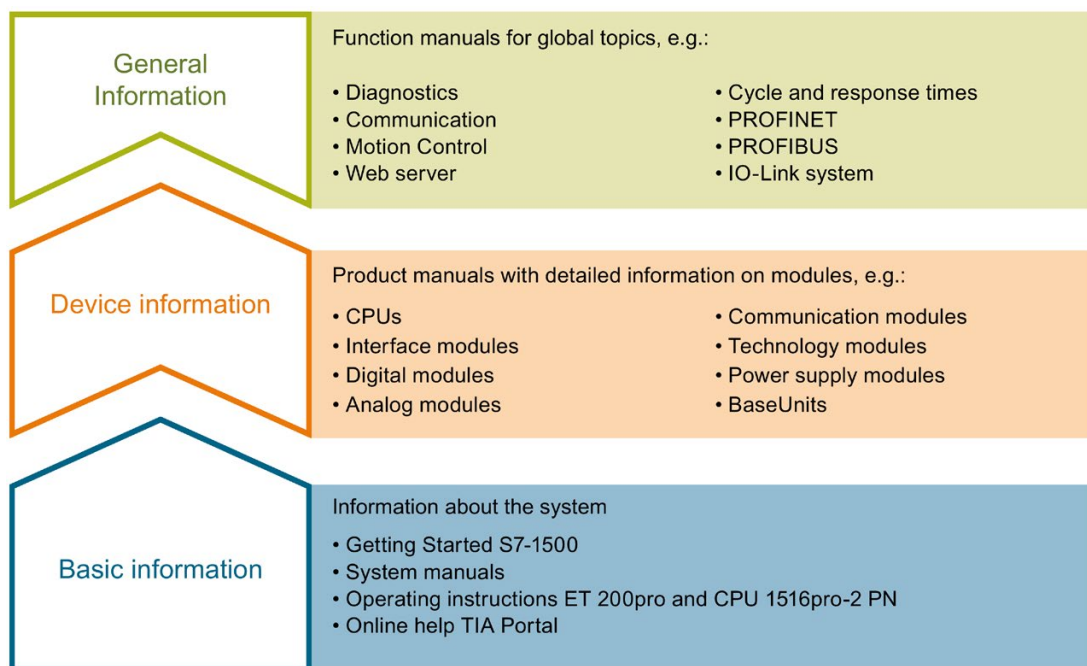 General
Information
Function manuals for global topics, e.g.:
• Diagnostics
• Communication
• Motion Control
• Web server
• Cycle and response times
• PROFINET
• PROFIBUS
• IO-Link system
Device information
Product manuals with detailed information on modules, e.g.:
• CPUs
• Interface modules
• Digital modules
• Analog modules
• Communication modules
• Technology modules
• Power supply modules
• BaseUnits
Basic information
Information about the system
• Getting Started S7-1500
• System manuals
• Operating instructions ET 200pro and CPU 1516pro-2 PN
• Online help TIA Portal